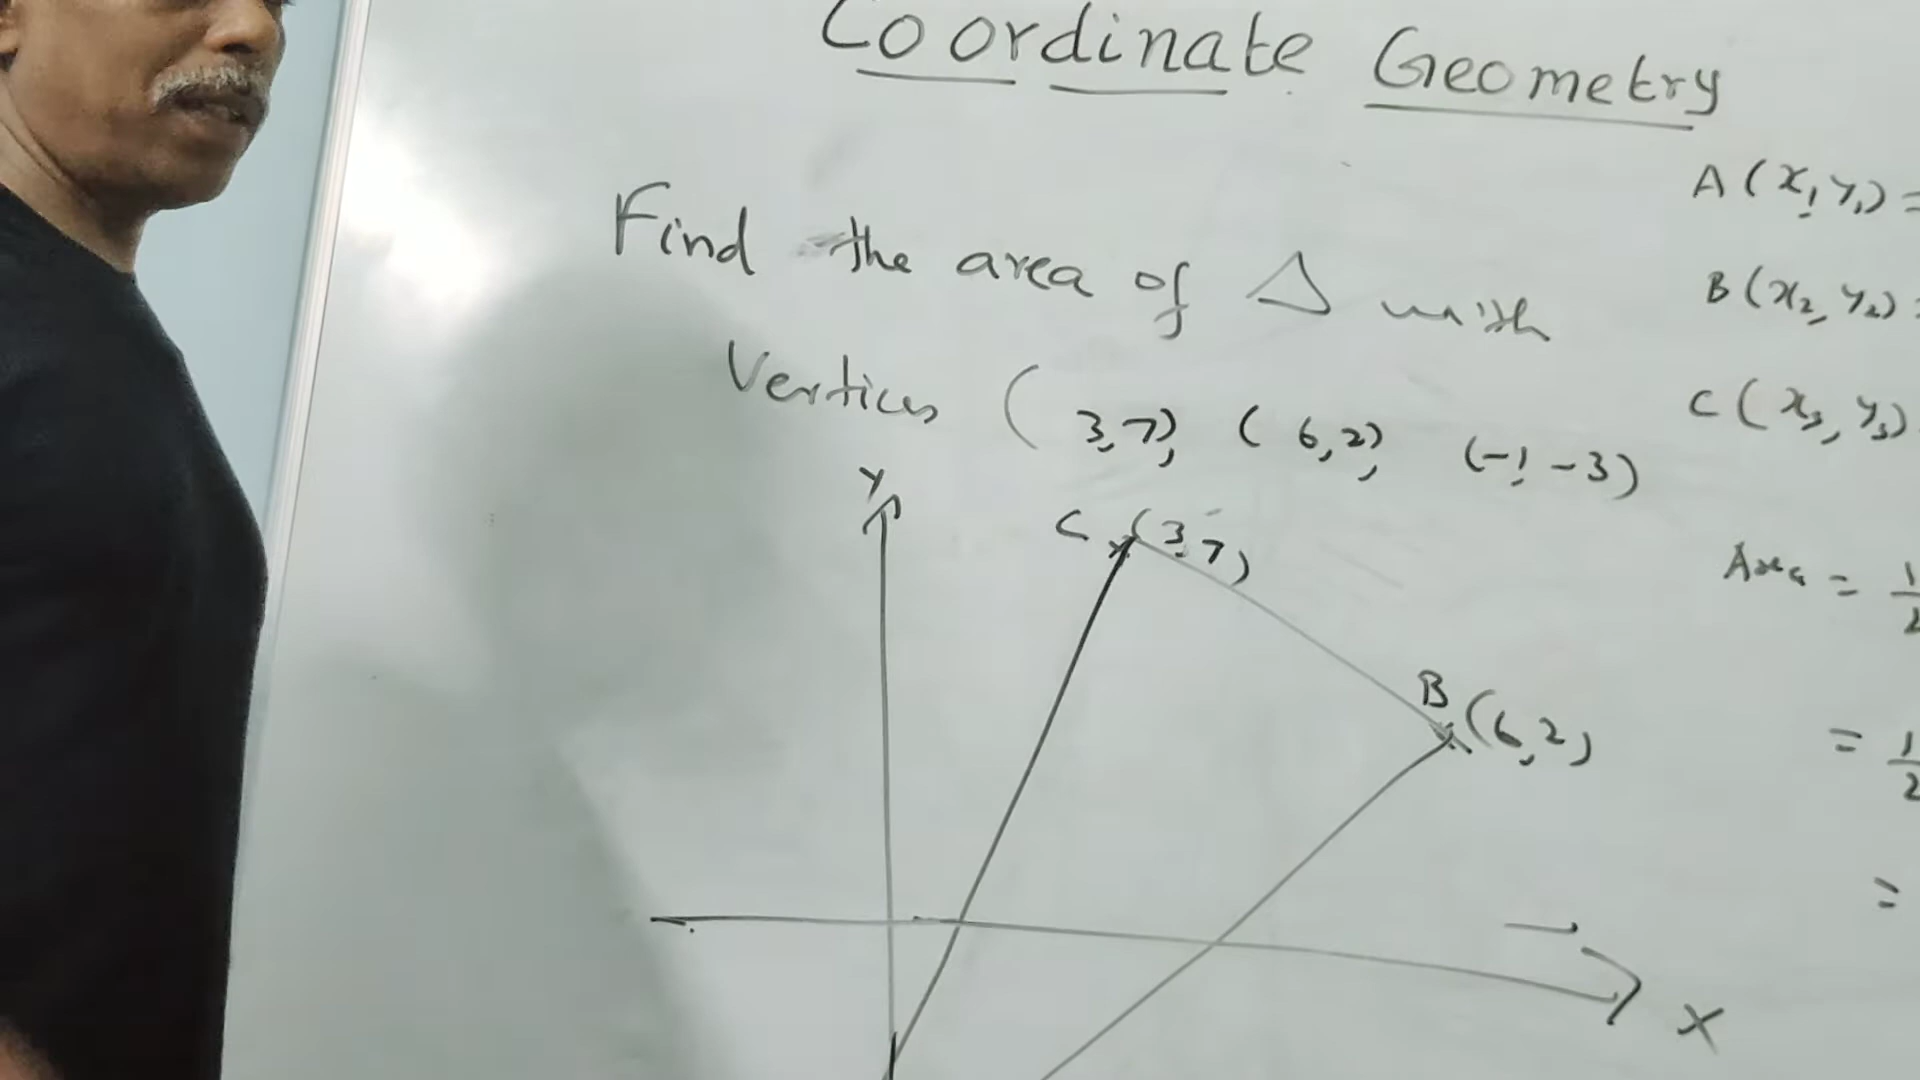 Coordinate Geometry
Find the area of Δ with
Vertices (3,7), (6,2), (-1, -3)
A (x₁, y₁) =
B (x₂, y₂) =
C (x₃, y₃)
Y
C (3,7)
B (6,2)
X
Area = 1/2
= 1/2
=